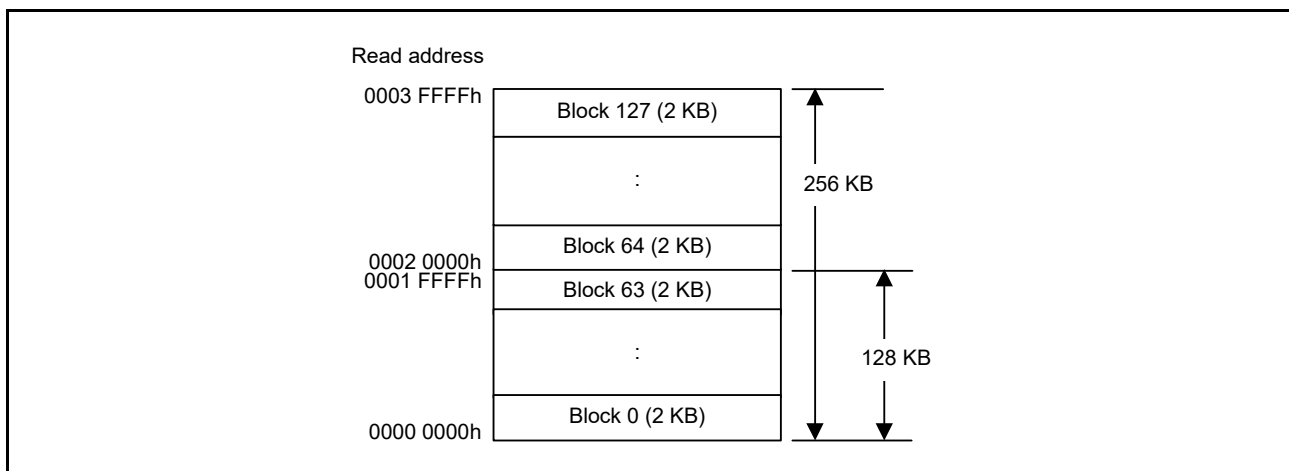 Read address
0003 FFFFh
Block 127 (2 KB)
:
256 KB
Block 64 (2 KB)
0002 0000h
0001 FFFFh
Block 63 (2 KB)
:
128 KB
Block 0 (2 KB)
0000 0000h